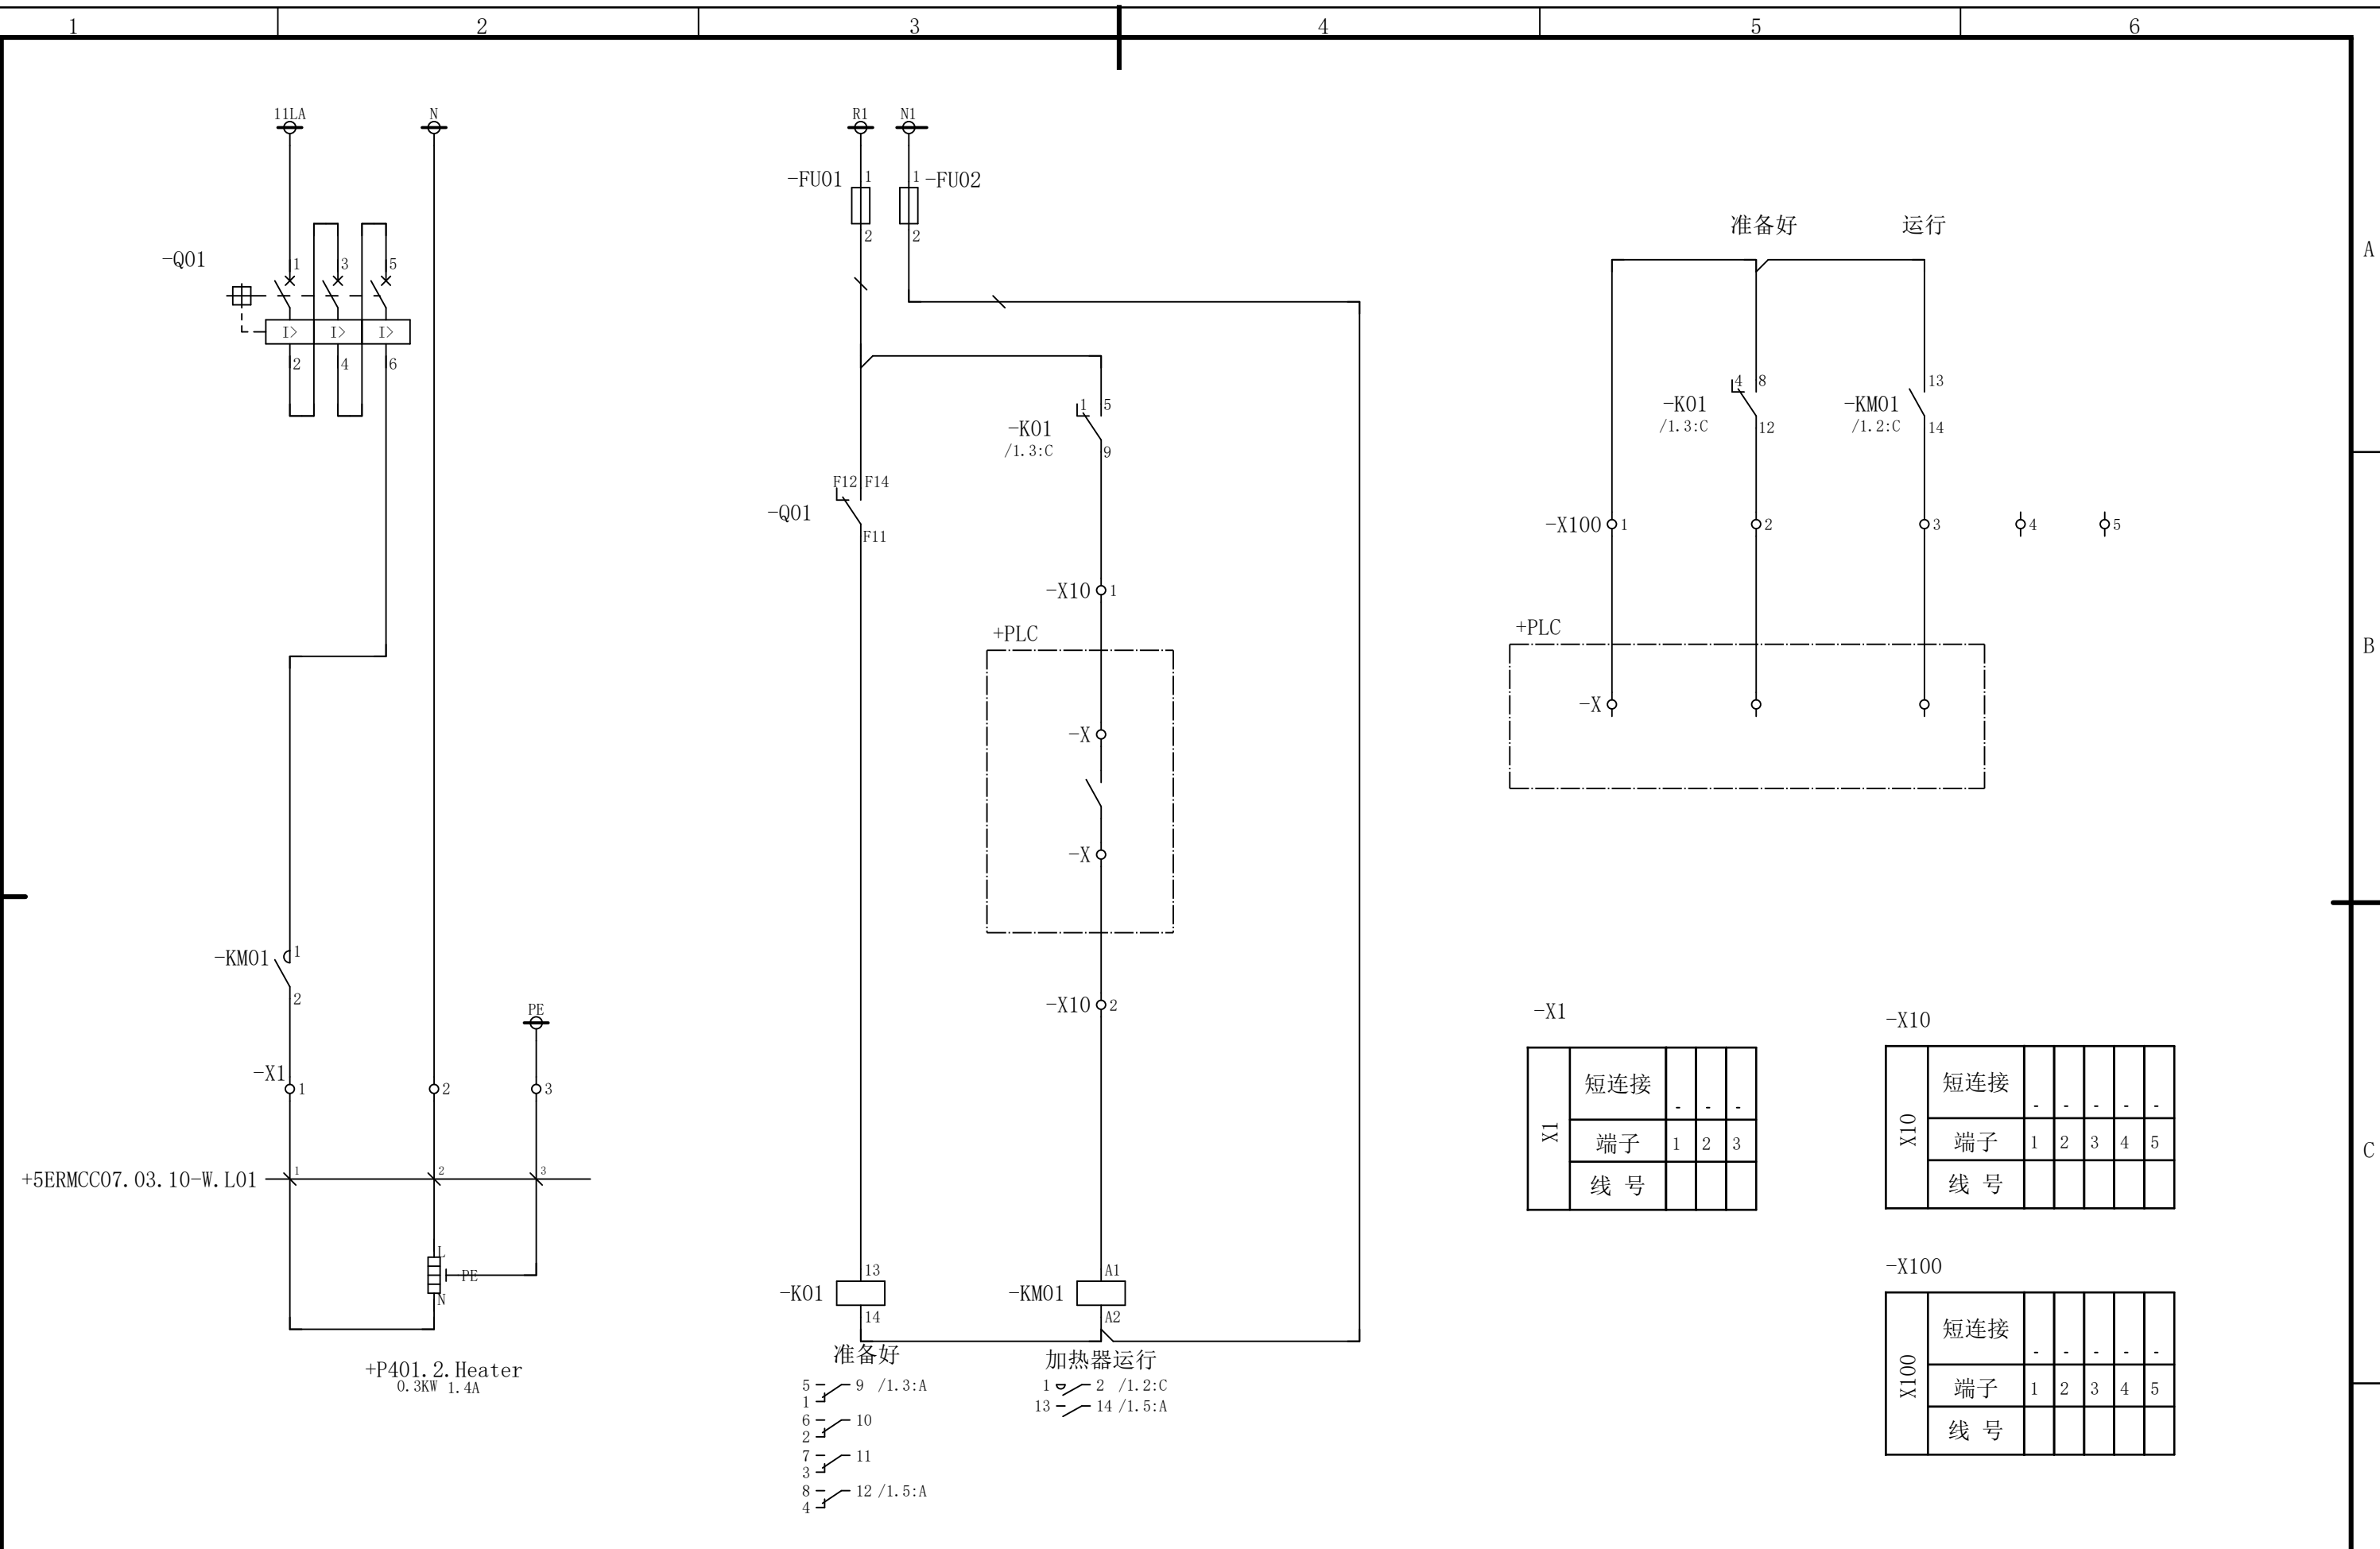 1 2 3 4 5 6
11LA N R1 N1
-FU01 1 1 -FU02
2 2
准备好 运行
A
-Q01 1 3 5
I> I> I>
2 4 6
4 8 13
-K01 -KM01
/1.3:C 12 /1.2:C 14
1 5
-K01
/1.3:C 9
F12 F14
-Q01
F11
-X100 1 2 3 4 5
-X10 1
+PLC +PLC
B
-X
-X
-X
-KM01 1
2
-X10 2
PE
-X1 1 2 3
+5ERMCC07.03.10-W.L01 1 2 3
L
PE
N
+P401.2.Heater
0.3KW 1.4A
13 A1
-K01 -KM01
14 A2
准备好 加热器运行
5 9 /1.3:A
1
6 10
2
7 11
3
8 12 /1.5:A
4
1 2 /1.2:C
13 14 /1.5:A
-X1
X1
短连接 - - -
端子 1 2 3
线 号
-X10
X10
短连接 - - - - -
端子 1 2 3 4 5
线 号
C
-X100
X100
短连接 - - - - -
端子 1 2 3 4 5
线 号